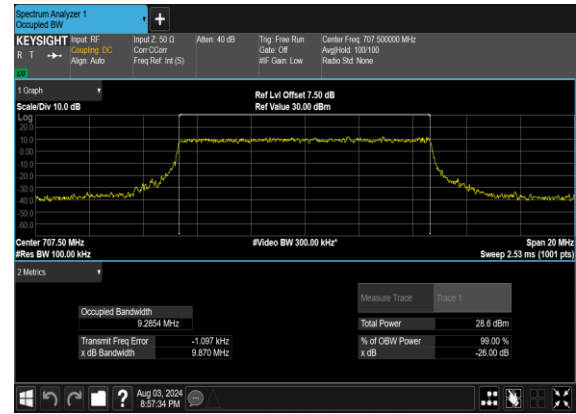 Spectrum Analyzer 1
Occupied BW
KEYSIGHT Input: RF Input Z: 50 Ω Atten: 40 dB Trig: Free Run Center Freq: 707.500000 MHz
R T Coupling: DC Corr CCorr Gate: Off Avg|Hold: 100/100
Align: Auto Freq Ref: Int (S) #IF Gain: Low Radio Std: None
1 Graph
Ref Lvl Offset 7.50 dB
Scale/Div 10.0 dB Ref Value 30.00 dBm
Log
20.0
10.0
0.00
-10.0
-20.0
-30.0
-40.0
-50.0
-60.0
Center 707.50 MHz #Video BW 300.00 kHz* Span 20 MHz
#Res BW 100.00 kHz Sweep 2.53 ms (1001 pts)
2 Metrics
Measure Trace Trace 1
Occupied Bandwidth
9.2854 MHz Total Power 28.6 dBm
Transmit Freq Error -1.097 kHz % of OBW Power 99.00 %
x dB Bandwidth 9.870 MHz x dB -26.00 dB
? Aug 03, 2024
8:57:34 PM